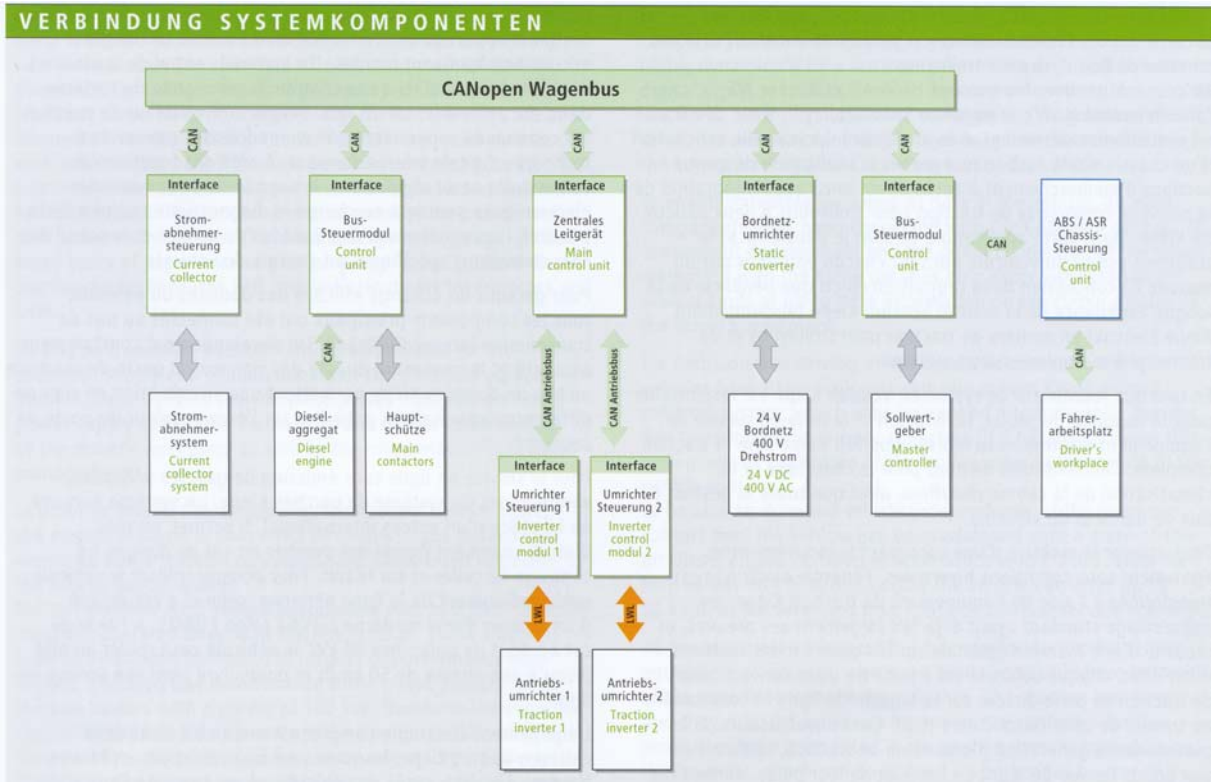 VERBINDUNG SYSTEMKOMPONENTEN
CANopen Wagenbus
CAN
CAN
CAN
CAN
CAN
Interface
Strom-
abnehmer-
steuerung
Current
collector
Interface
Bus-
Steuermodul
Control
unit
Interface
Zentrales
Leitgerät
Main
control unit
Interface
Bordnetz-
umrichter
Static
converter
Interface
Bus-
Steuermodul
Control
unit
CAN
ABS / ASR
Chassis-
Steuerung
Control
unit
CAN
CAN Antriebsbus
CAN Antriebsbus
CAN
Strom-
abnehmer-
system
Current
collector
system
Diesel-
aggregat
Diesel
engine
Haupt-
schütze
Main
contactors
24 V
Bordnetz
400 V
Drehstrom
24 V DC
400 V AC
Sollwert-
geber
Master
controller
Fahrer-
arbeitsplatz
Driver's
workplace
Interface
Umrichter
Steuerung 1
Inverter
control
modul 1
Interface
Umrichter
Steuerung 2
Inverter
control
modul 2
LWL
LWL
Antriebs-
umrichter 1
Traction
inverter 1
Antriebs-
umrichter 2
Traction
inverter 2